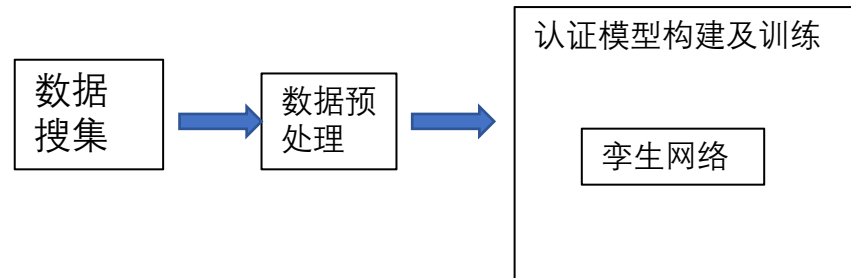 数据
搜集
数据预
处理
认证模型构建及训练
孪生网络